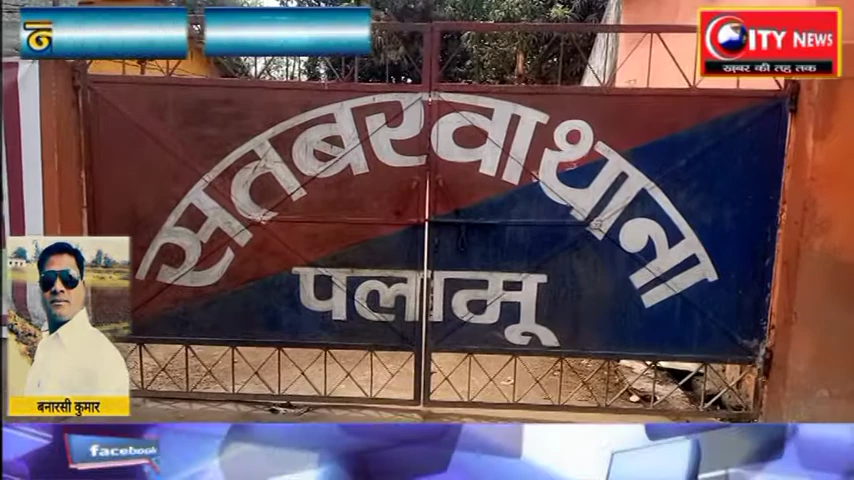 न
CITY NEWS
खबर की तह तक
सतबरवा थाना
पलामू
बनारसी कुमार
facebook